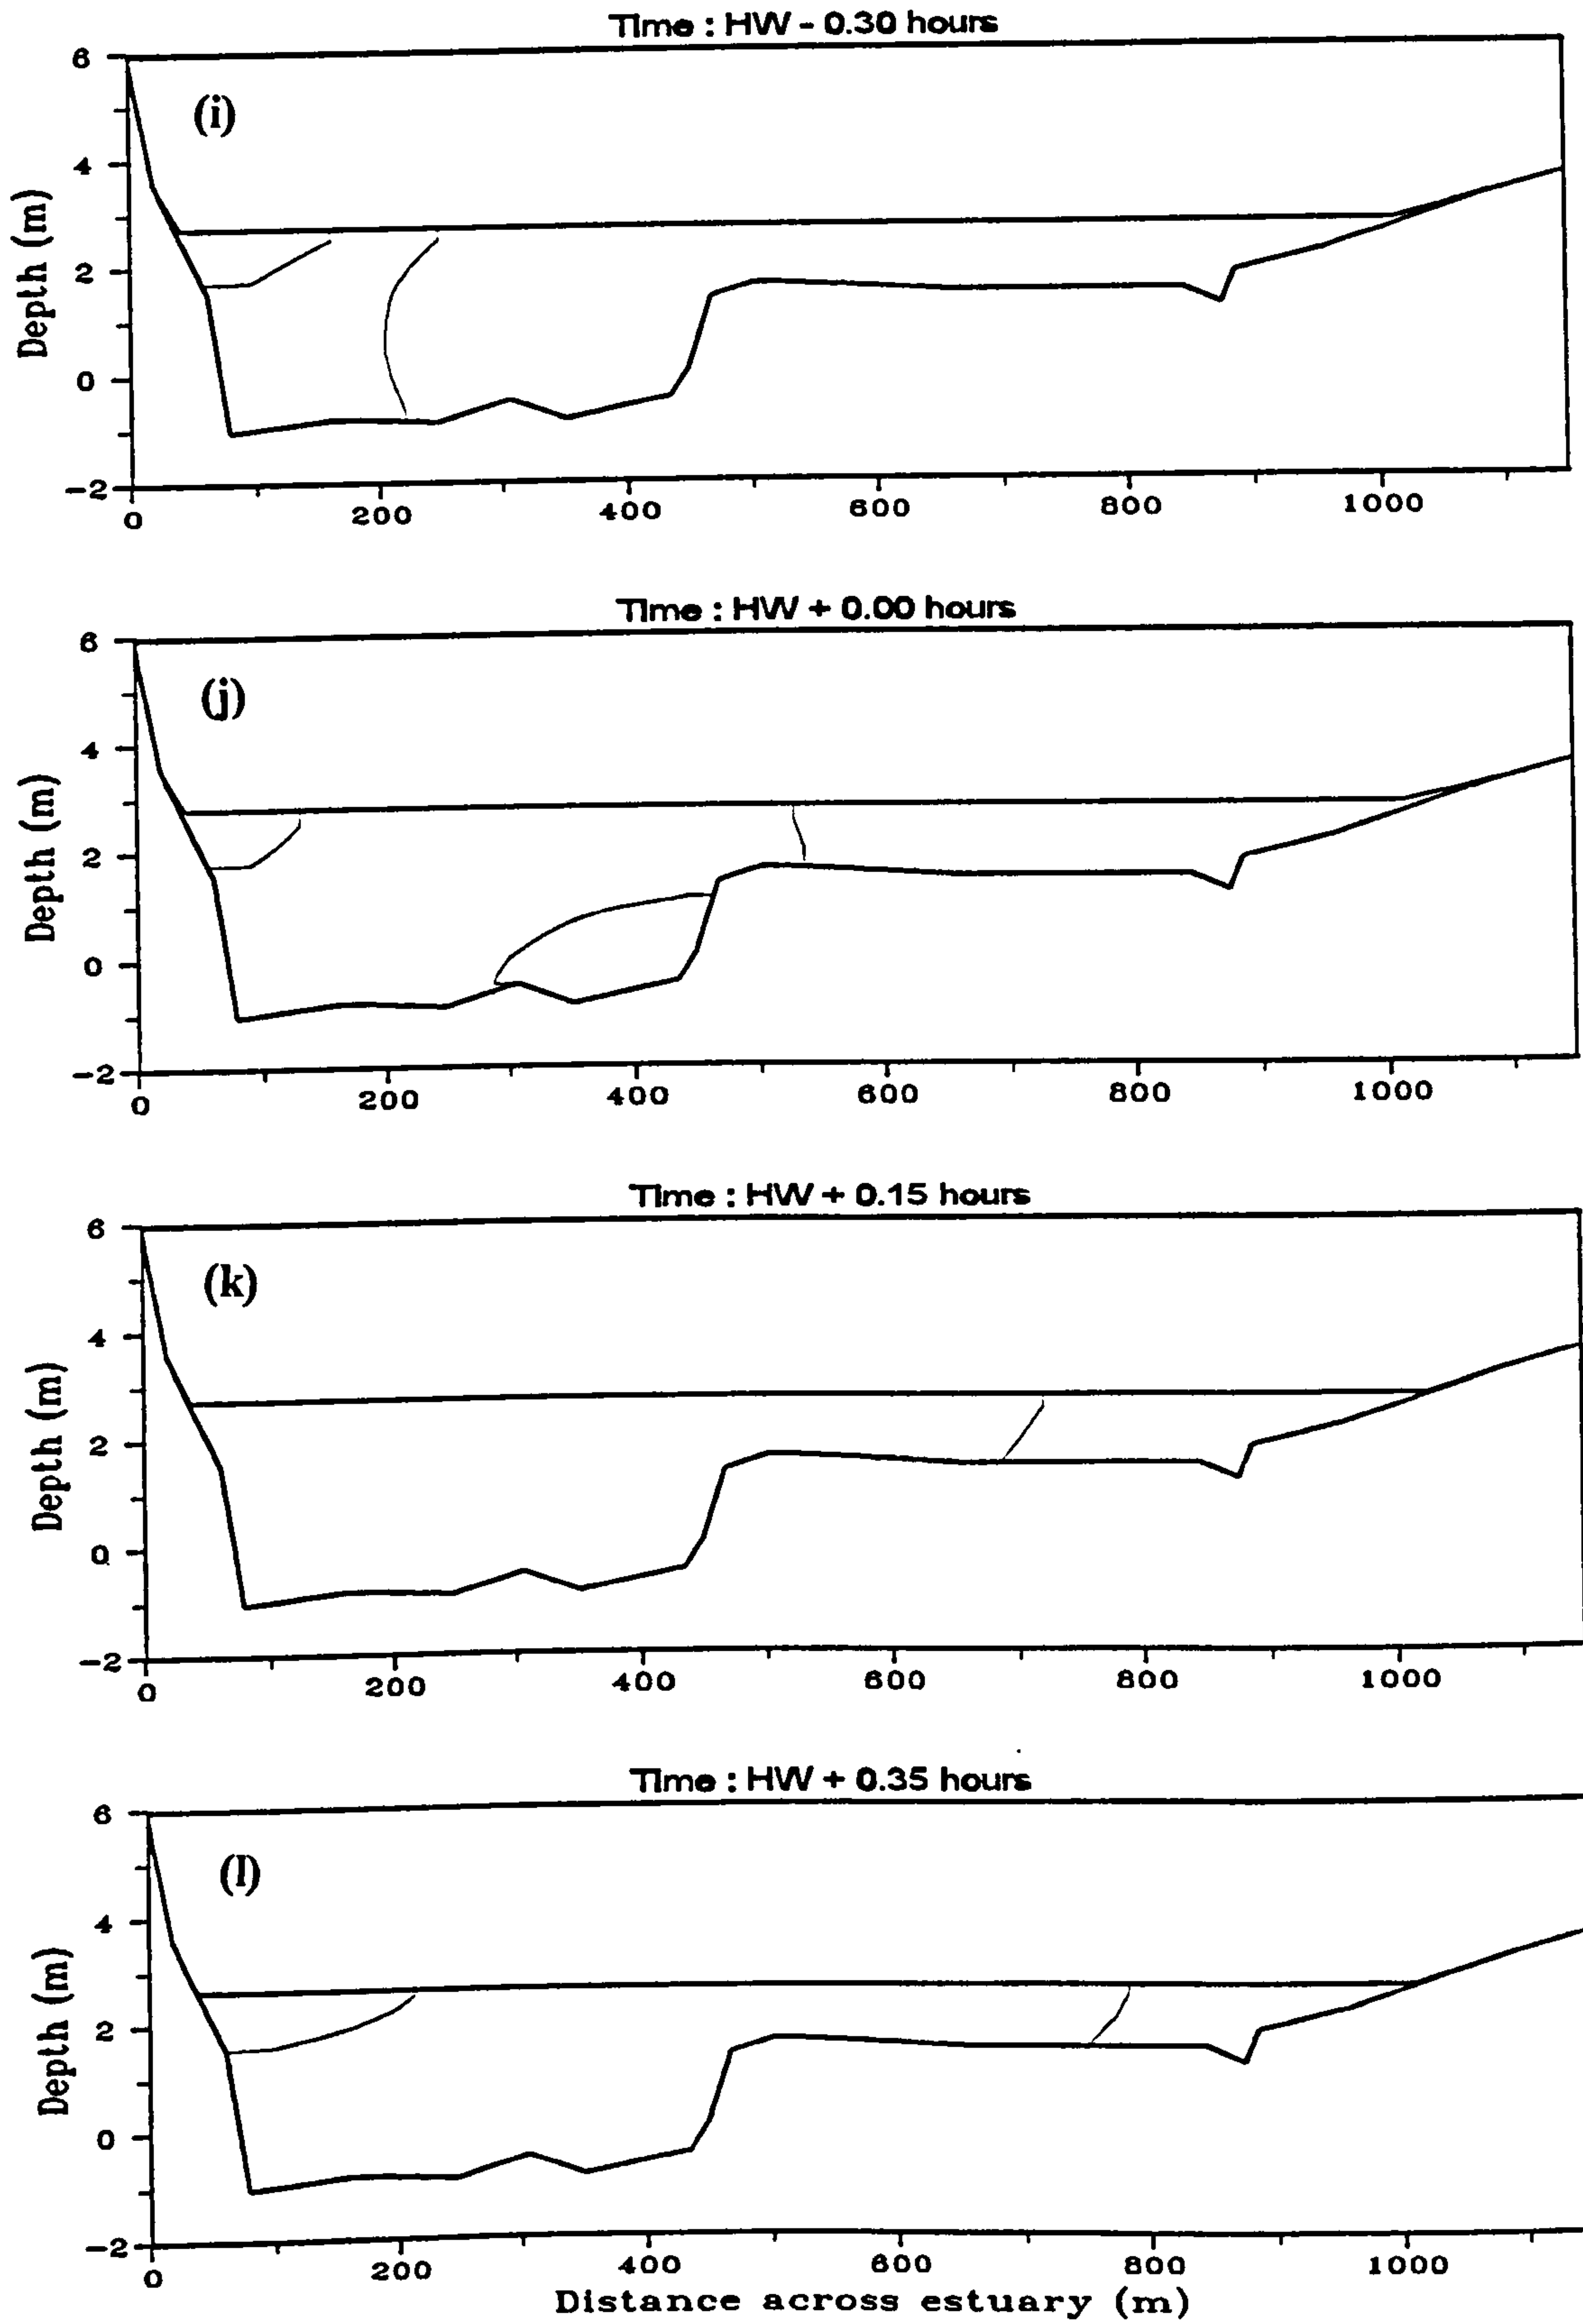 Time : HW - 0.30 hours
6
(i)
4
2
0
-2
Depth (m)
0 200 400 600 800 1000
Time : HW + 0.00 hours
6
(j)
4
2
0
-2
Depth (m)
0 200 400 600 800 1000
Time : HW + 0.15 hours
6
(k)
4
2
0
-2
Depth (m)
0 200 400 600 800 1000
Time : HW + 0.35 hours
6
(l)
4
2
0
-2
Depth (m)
0 200 400 600 800 1000
Distance across estuary (m)